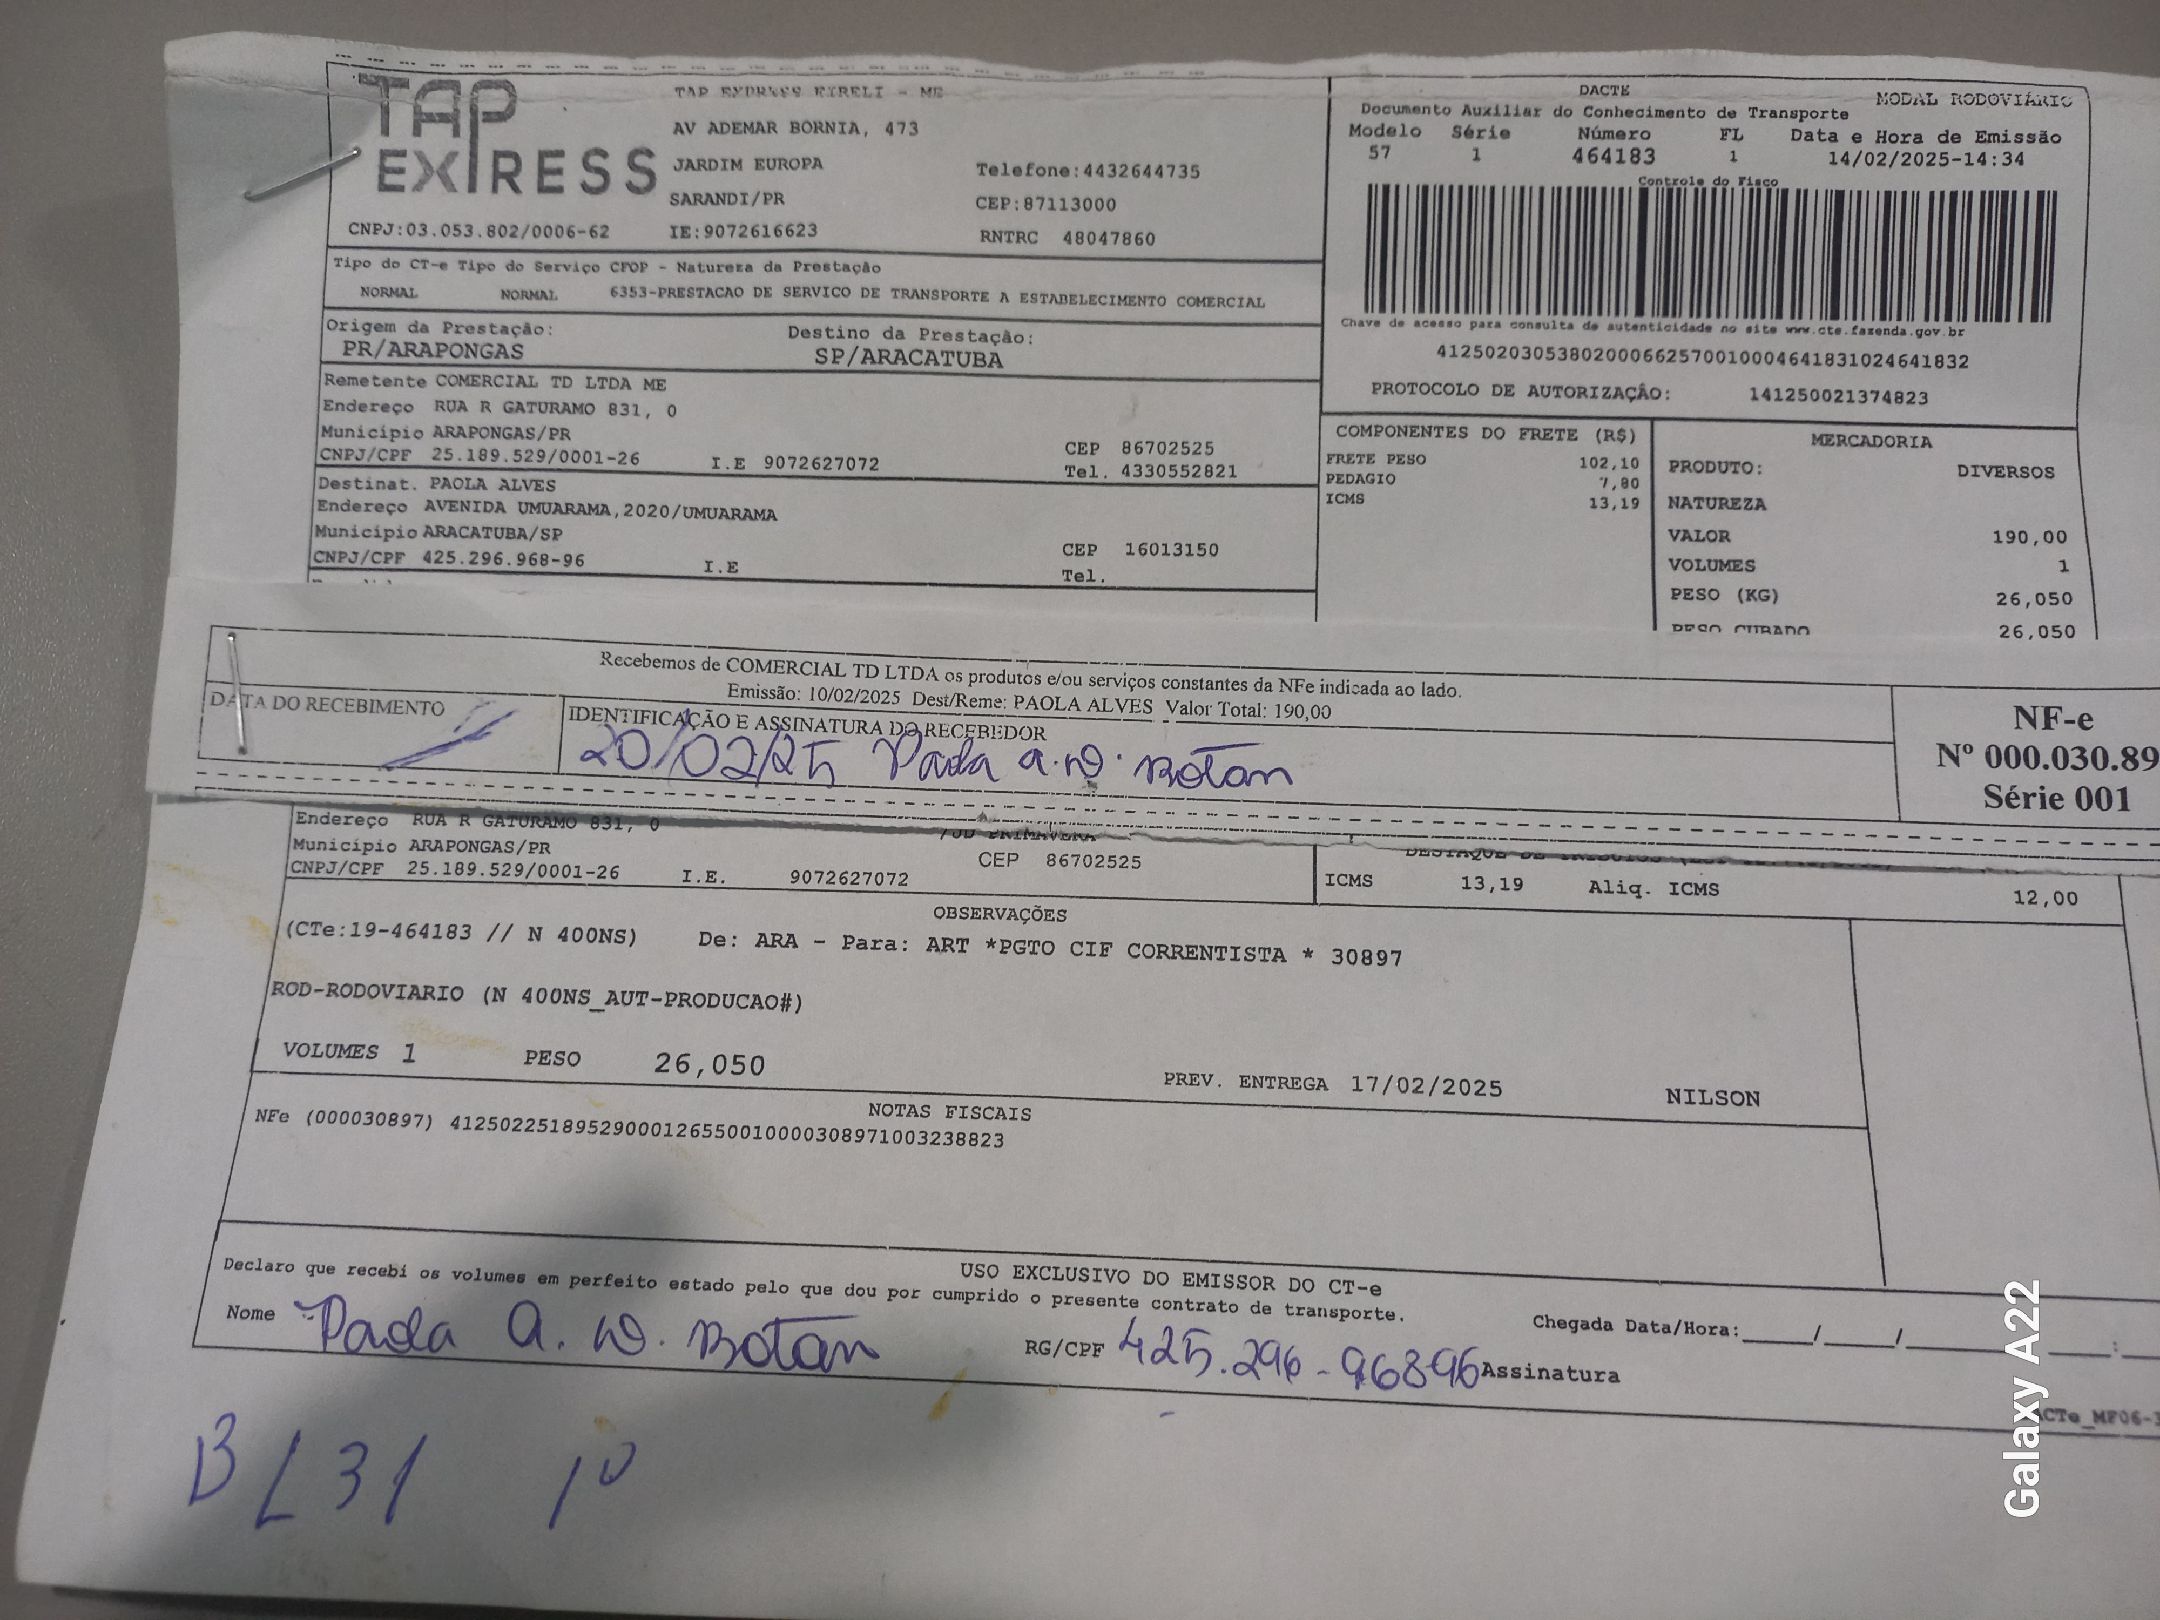 TAP EXPRESS
TAP EXPRESS EIRELI - ME
AV ADEMAR BORNIA, 473
JARDIM EUROPA Telefone:4432644735
SARANDI/PR CEP:87113000
CNPJ:03.053.802/0006-62 IE:9072616623 RNTRC 48047860
DACTE MODAL RODOVIÁRIO
Documento Auxiliar do Conhecimento de Transporte
Modelo Série Número FL Data e Hora de Emissão
57 1 464183 1 14/02/2025-14:34
Controle do Fisco
Chave de acesso para consulta de autenticidade no site www.cte.fazenda.gov.br
41250203053802000662570010004641831024641832
PROTOCOLO DE AUTORIZAÇÃO: 141250021374823
Tipo do CT-e Tipo do Serviço CFOP - Natureza da Prestação
NORMAL NORMAL 6353-PRESTACAO DE SERVICO DE TRANSPORTE A ESTABELECIMENTO COMERCIAL
Origem da Prestação: Destino da Prestação:
PR/ARAPONGAS SP/ARACATUBA
Remetente COMERCIAL TD LTDA ME
Endereço RUA R GATURAMO 831, 0
Município ARAPONGAS/PR CEP 86702525
CNPJ/CPF 25.189.529/0001-26 I.E 9072627072 Tel. 4330552821
Destinat. PAOLA ALVES
Endereço AVENIDA UMUARAMA,2020/UMUARAMA
Município ARACATUBA/SP CEP 16013150
CNPJ/CPF 425.296.968-96 I.E Tel.
COMPONENTES DO FRETE (R$)
FRETE PESO 102,10
PEDAGIO 7,80
ICMS 13,19
MERCADORIA
PRODUTO: DIVERSOS
NATUREZA
VALOR 190,00
VOLUMES 1
PESO (KG) 26,050
PESO CUBADO 26,050
Recebemos de COMERCIAL TD LTDA os produtos e/ou serviços constantes da NFe indicada ao lado.
Emissão: 10/02/2025 Dest/Reme: PAOLA ALVES Valor Total: 190,00
DATA DO RECEBIMENTO IDENTIFICAÇÃO E ASSINATURA DO RECEBEDOR
20/02/25 Paola A. D. Botan
NF-e
Nº 000.030.89
Série 001
Endereço RUA R GATURAMO 831, 0 /JD PRIMAVERA
Município ARAPONGAS/PR CEP 86702525
CNPJ/CPF 25.189.529/0001-26 I.E. 9072627072
ICMS 13,19 Aliq. ICMS 12,00
OBSERVAÇÕES
(CTe:19-464183 // N 400NS) De: ARA - Para: ART *PGTO CIF CORRENTISTA * 30897
ROD-RODOVIARIO (N 400NS_AUT-PRODUCAO#)
VOLUMES 1 PESO 26,050 PREV. ENTREGA 17/02/2025 NILSON
NOTAS FISCAIS
NFe (000030897) 41250225189529000126550010000308971003238823
USO EXCLUSIVO DO EMISSOR DO CT-e
Declaro que recebi os volumes em perfeito estado pelo que dou por cumprido o presente contrato de transporte.
Nome Paola A. D. Botan RG/CPF 425.296-96896 Assinatura
Chegada Data/Hora:_____/_____/
CTe_MF06-
Galaxy A22